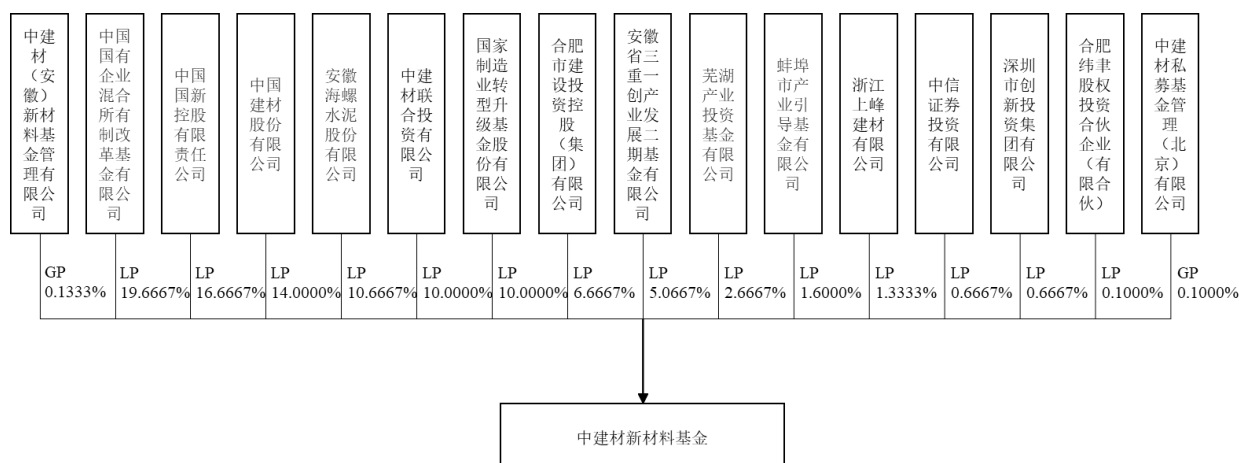 中建
材
（安
徽）
新材
料基
金管
理有
限公
司
中国
国有
企业
混合
所有
制改
革基
金有
限公
司
中国
国新
控股
有限
责任
公司
中国
建材
股份
有限
公司
安徽
海螺
水泥
股份
有限
公司
中建
材联
合投
资有
限公
司
国家
制造
业转
型升
级基
金股
份有
限公
司
合肥
市建
设投
资控
股
（集
团）
有限
公司
安徽
省三
重一
创产
业发
展二
期基
金有
限公
司
芜湖
产业
投资
基金
有限
公司
蚌埠
市产
业引
导基
金有
限公
司
浙江
上峰
建材
有限
公司
中信
证券
投资
有限
公司
深圳
市创
新投
资集
团有
限公
司
合肥
纬聿
股权
投资
合伙
企业
（有
限合
伙）
中建
材私
募基
金管
理
（北
京）
有限
公司
GP
0.1333%
LP
19.6667%
LP
16.6667%
LP
14.0000%
LP
10.6667%
LP
10.0000%
LP
10.0000%
LP
6.6667%
LP
5.0667%
LP
2.6667%
LP
1.6000%
LP
1.3333%
LP
0.6667%
LP
0.6667%
LP
0.1000%
GP
0.1000%
中建材新材料基金